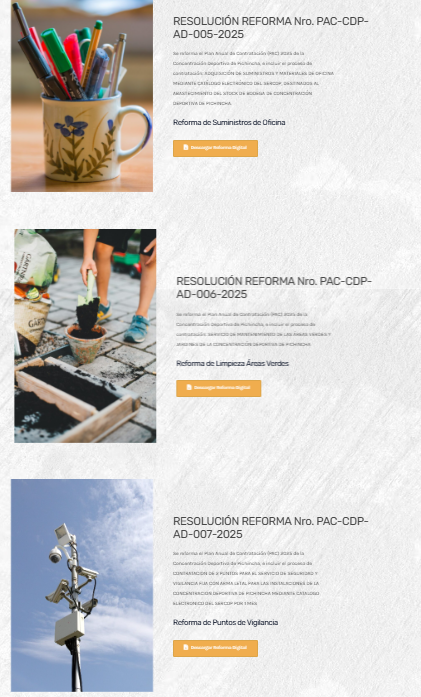 RESOLUCIÓN REFORMA Nro. PAC-CDP-
AD-005-2025
Se reforma el Plan Anual de Contratación (PAC) 2025 de la
Concentración Deportiva de Pichincha, e incluir el proceso de
contratación: ADQUISICIÓN DE SUMINISTROS Y MATERIALES DE OFICINA
MEDIANTE CATÁLOGO ELECTRÓNICO DEL SERCOP, DESTINADOS AL
ABASTECIMIENTO DEL STOCK DE BODEGA DE CONCENTRACIÓN
DEPORTIVA DE PICHINCHA.
Reforma de Suministros de Oficina
Descargar Reforma Digital
RESOLUCIÓN REFORMA Nro. PAC-CDP-
AD-006-2025
Se reforma el Plan Anual de Contratación (PAC) 2025 de la
Concentración Deportiva de Pichincha, e incluir el proceso de
contratación: SERVICIO DE MANTENIMIENTO DE LAS ÁREAS VERDES Y
JARDINES DE LA CONCENTRACIÓN DEPORTIVA DE PICHINCHA
Reforma de Limpieza Áreas Verdes
Descargar Reforma Digital
RESOLUCIÓN REFORMA Nro. PAC-CDP-
AD-007-2025
Se reforma el Plan Anual de Contratación (PAC) 2025 de la
Concentración Deportiva de Pichincha, e incluir el proceso de
CONTRATACIÓN DE 2 PUNTOS PARA EL SERVICIO DE SEGURIDAD Y
VIGILANCIA FIJA CON ARMA LETAL PARA LAS INSTALACIONES DE LA
CONCENTRACIÓN DEPORTIVA DE PICHINCHA MEDIANTE CATÁLOGO
ELECTRÓNICO DEL SERCOP POR MES
Reforma de Puntos de Vigilancia
Descargar Reforma Digital